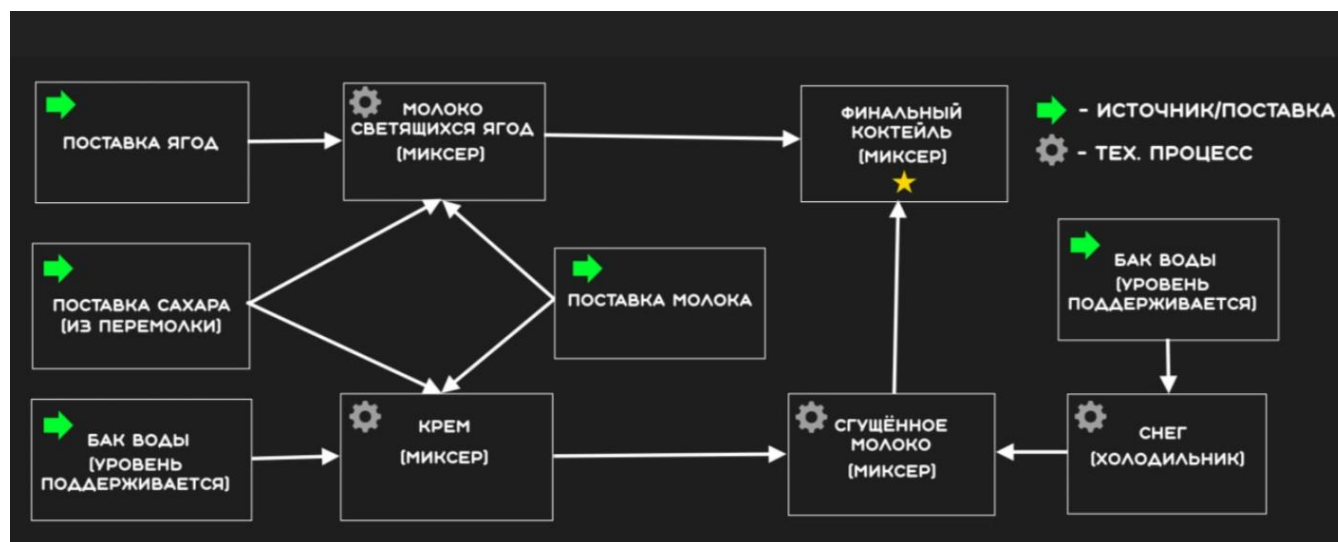 ПОСТАВКА ЯГОД
МОЛОКО
СВЕТЯЩИХСЯ ЯГОД
(МИКСЕР)
ФИНАЛЬНЫЙ
КОКТЕЙЛЬ
(МИКСЕР)
- ИСТОЧНИК/ПОСТАВКА
- ТЕХ. ПРОЦЕСС
ПОСТАВКА САХАРА
(ИЗ ПЕРЕМОЛКИ)
ПОСТАВКА МОЛОКА
БАК ВОДЫ
(УРОВЕНЬ
ПОДДЕРЖИВАЕТСЯ)
БАК ВОДЫ
(УРОВЕНЬ
ПОДДЕРЖИВАЕТСЯ)
КРЕМ
(МИКСЕР)
СГУЩЁННОЕ
МОЛОКО
(МИКСЕР)
СНЕГ
(ХОЛОДИЛЬНИК)